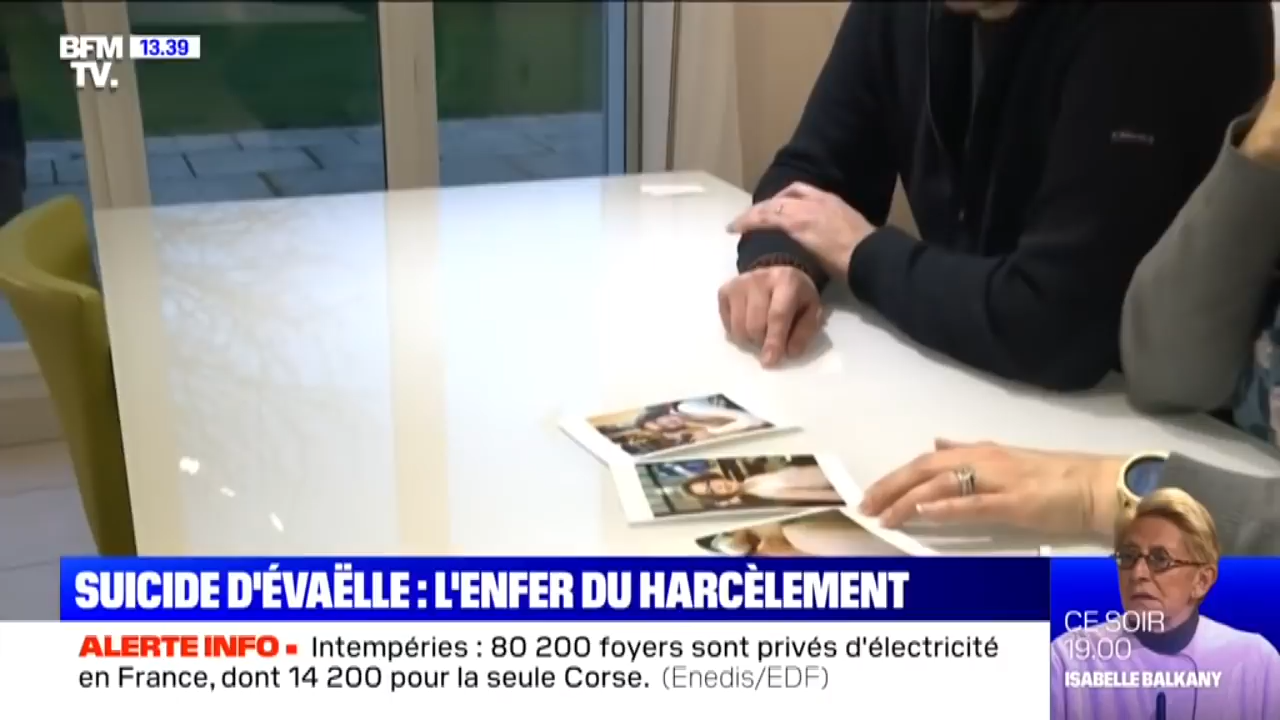 BFM 13.39
TV.
SUICIDE D'ÉVAËLLE : L'ENFER DU HARCÈLEMENT
ALERTE INFO Intempéries : 80 200 foyers sont privés d'électricité
en France, dont 14 200 pour la seule Corse. (Enedis/EDF)
CE SOIR
19.00
ISABELLE BALKANY